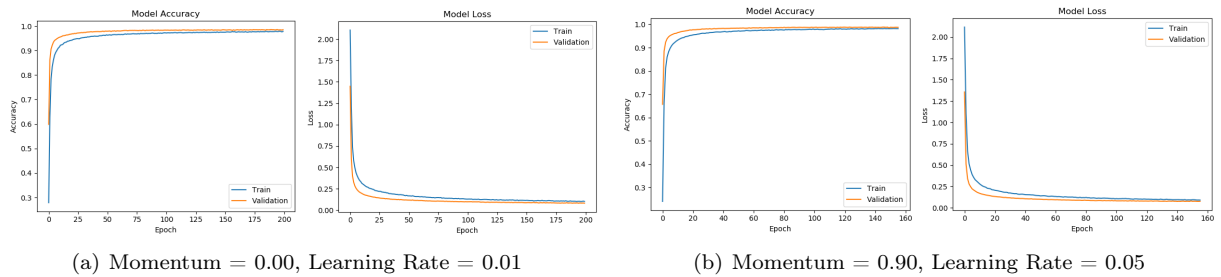 Model Accuracy
1.0
0.9
0.8
0.7
0.6
0.5
0.4
0.3
Accuracy
0 25 50 75 100 125 150 175 200
Epoch
Train
Validation
Model Loss
2.00
1.75
1.50
1.25
1.00
0.75
0.50
0.25
0.00
Loss
0 25 50 75 100 125 150 175 200
Epoch
Train
Validation
(a) Momentum = 0.00, Learning Rate = 0.01
Model Accuracy
1.0
0.9
0.8
0.7
0.6
0.5
0.4
0.3
Accuracy
0 20 40 60 80 100 120 140 160
Epoch
Train
Validation
Model Loss
2.00
1.75
1.50
1.25
1.00
0.75
0.50
0.25
0.00
Loss
0 20 40 60 80 100 120 140 160
Epoch
Train
Validation
(b) Momentum = 0.90, Learning Rate = 0.05